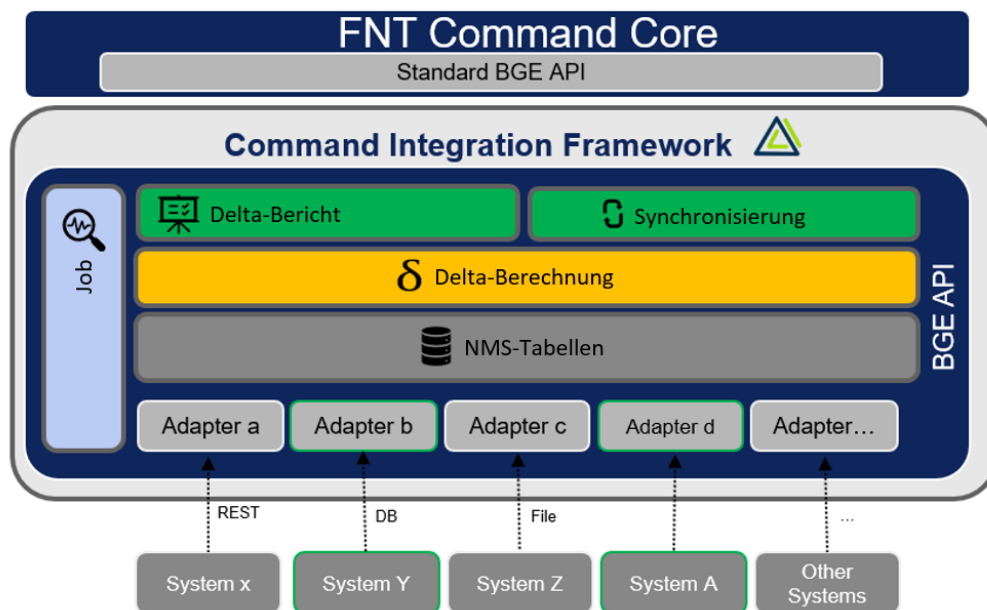 FNT Command Core
Standard BGE API
Command Integration Framework
Job
Delta-Bericht
Synchronisierung
δ Delta-Berechnung
NMS-Tabellen
BGE API
Adapter a
Adapter b
Adapter c
Adapter d
Adapter...
REST
DB
File
...
System x
System Y
System Z
System A
Other
Systems